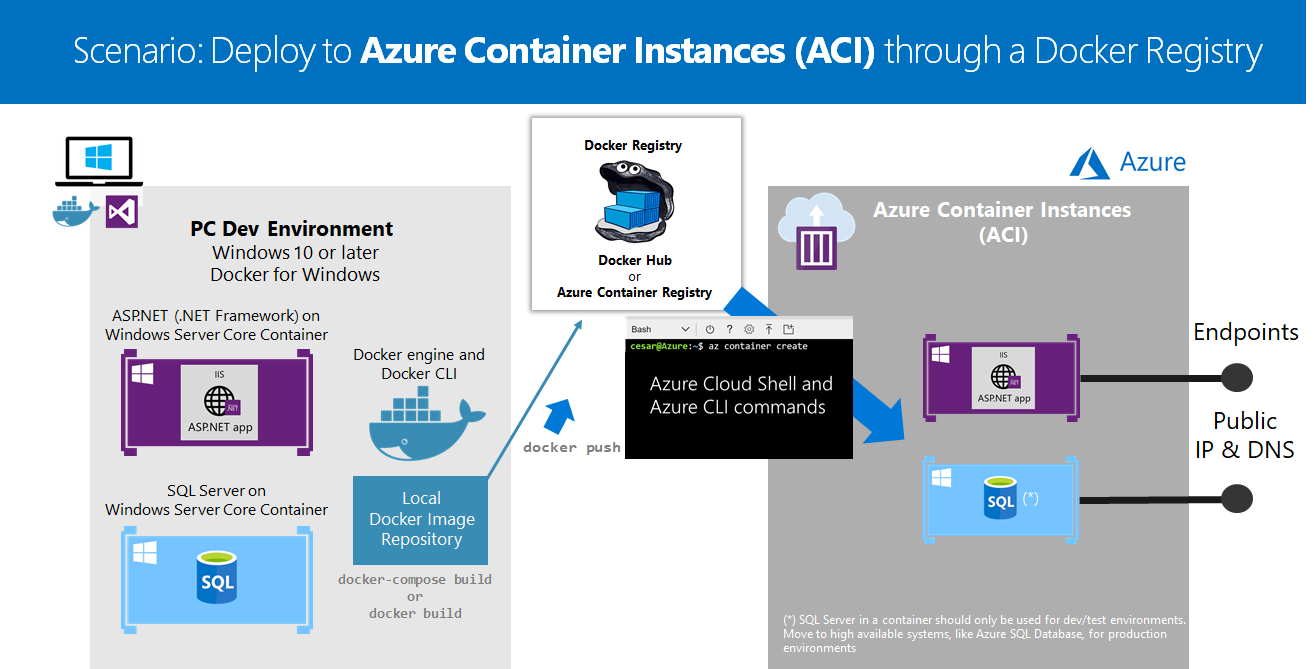 Scenario: Deploy to Azure Container Instances (ACI) through a Docker Registry
PC Dev Environment
Windows 10 or later
Docker for Windows
ASP.NET (.NET Framework) on
Windows Server Core Container
IIS
.NET
ASP.NET app
SQL Server on
Windows Server Core Container
SQL
Docker engine and
Docker CLI
Local
Docker Image
Repository
docker-compose build
or
docker build
docker push
Docker Registry
Docker Hub
or
Azure Container Registry
Bash
?
cesar@Azure:~$ az container create
Azure Cloud Shell and
Azure CLI commands
Azure
Azure Container Instances
(ACI)
IIS
.NET
ASP.NET app
SQL (*)
Endpoints
Public
IP & DNS
(*) SQL Server in a container should only be used for dev/test environments.
Move to high available systems, like Azure SQL Database, for production
environments